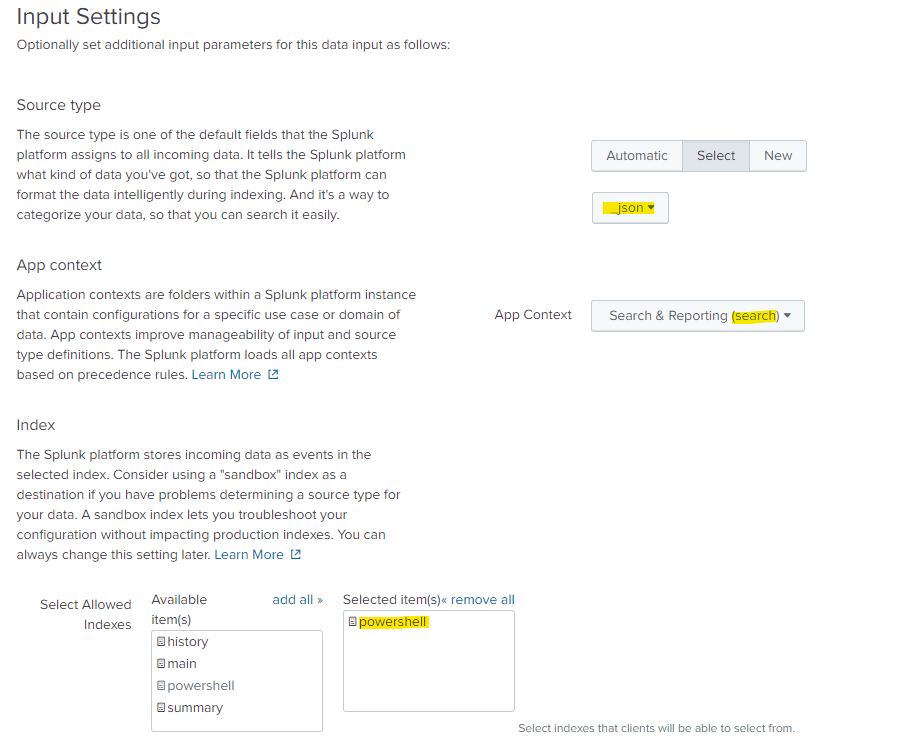 Input Settings
Optionally set additional input parameters for this data input as follows:
Source type
The source type is one of the default fields that the Splunk
platform assigns to all incoming data. It tells the Splunk platform
what kind of data you've got, so that the Splunk platform can
format the data intelligently during indexing. And it's a way to
categorize your data, so that you can search it easily.
Automatic Select New
_json
App context
Application contexts are folders within a Splunk platform instance
that contain configurations for a specific use case or domain of
data. App contexts improve manageability of input and source
type definitions. The Splunk platform loads all app contexts
based on precedence rules. Learn More
App Context Search & Reporting (search)
Index
The Splunk platform stores incoming data as events in the
selected index. Consider using a "sandbox" index as a
destination if you have problems determining a source type for
your data. A sandbox index lets you troubleshoot your
configuration without impacting production indexes. You can
always change this setting later. Learn More
Select Allowed
Indexes
Available
item(s)
add all »
history
main
powershell
summary
Selected item(s) « remove all
powershell
Select indexes that clients will be able to select from.